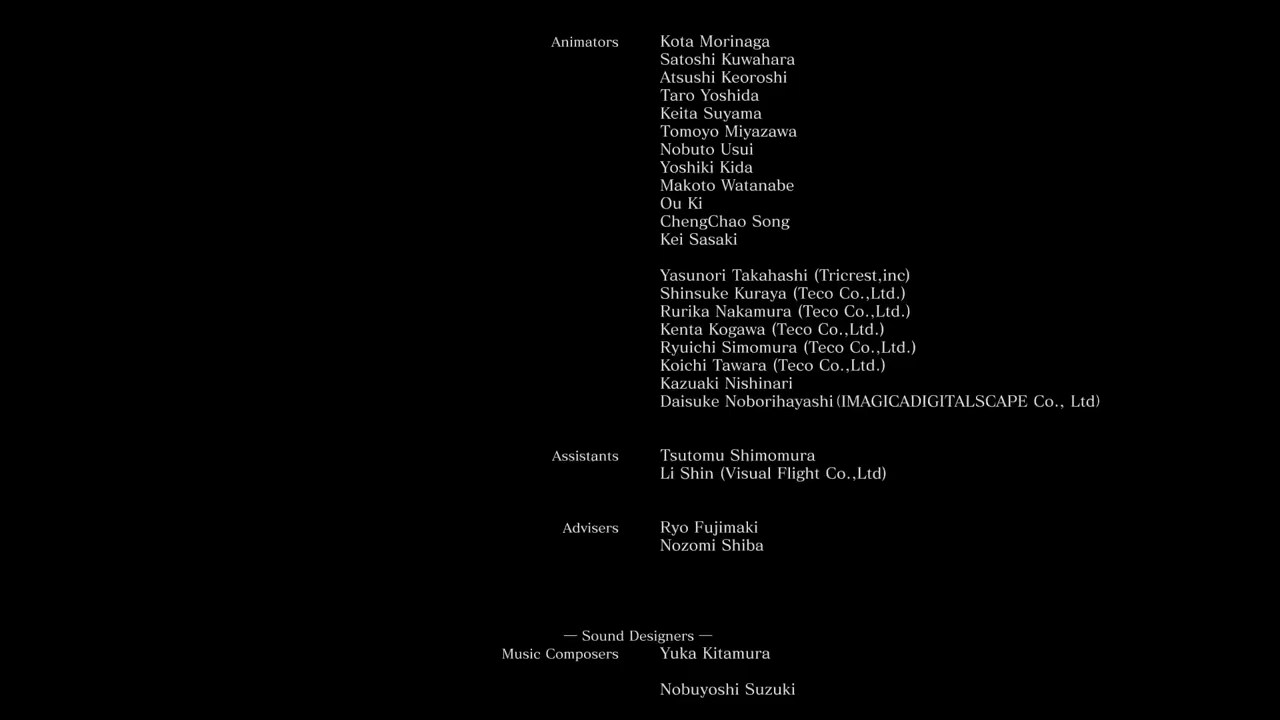 Animators Kota Morinaga
Satoshi Kuwahara
Atsushi Keoroshi
Taro Yoshida
Keita Suyama
Tomoyo Miyazawa
Nobuto Usui
Yoshiki Kida
Makoto Watanabe
Ou Ki
ChengChao Song
Kei Sasaki
Yasunori Takahashi (Tricrest,inc)
Shinsuke Kuraya (Teco Co.,Ltd.)
Rurika Nakamura (Teco Co.,Ltd.)
Kenta Kogawa (Teco Co.,Ltd.)
Ryuichi Simomura (Teco Co.,Ltd.)
Koichi Tawara (Teco Co.,Ltd.)
Kazuaki Nishinari
Daisuke Noborihayashi(IMAGICADIGITALSCAPE Co., Ltd)
Assistants Tsutomu Shimomura
Li Shin (Visual Flight Co.,Ltd)
Advisers Ryo Fujimaki
Nozomi Shiba
— Sound Designers —
Music Composers Yuka Kitamura
Nobuyoshi Suzuki